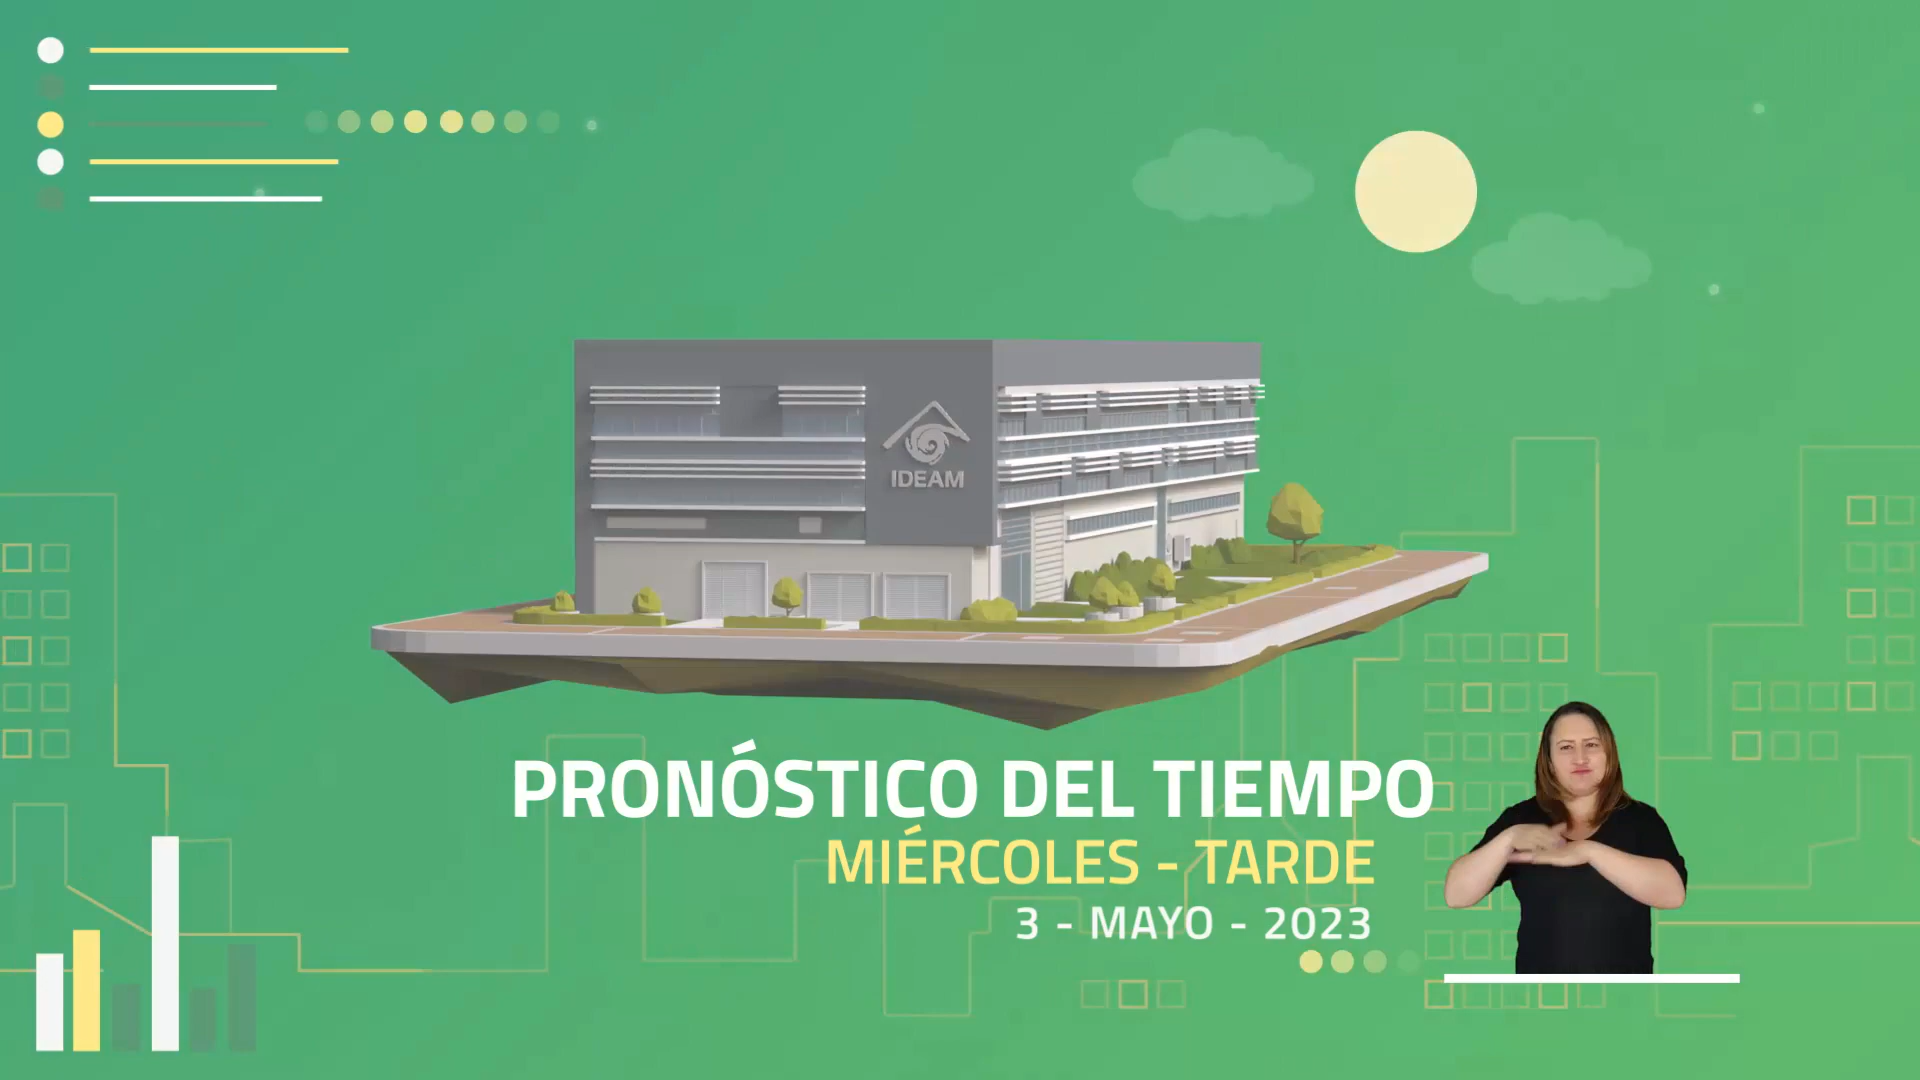 IDEAM
PRONÓSTICO DEL TIEMPO
MIÉRCOLES - TARDE
3 - MAYO - 2023